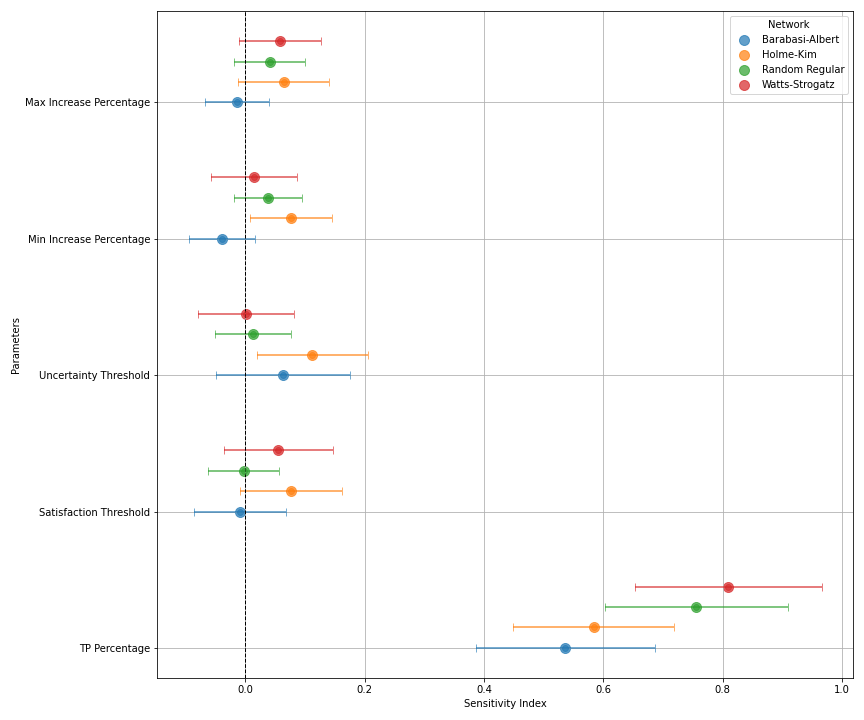 Network
Barabasi-Albert
Holme-Kim
Random Regular
Watts-Strogatz
Max Increase Percentage
Min Increase Percentage
Uncertainty Threshold
Satisfaction Threshold
TP Percentage
Parameters
0.0 0.2 0.4 0.6 0.8 1.0
Sensitivity Index